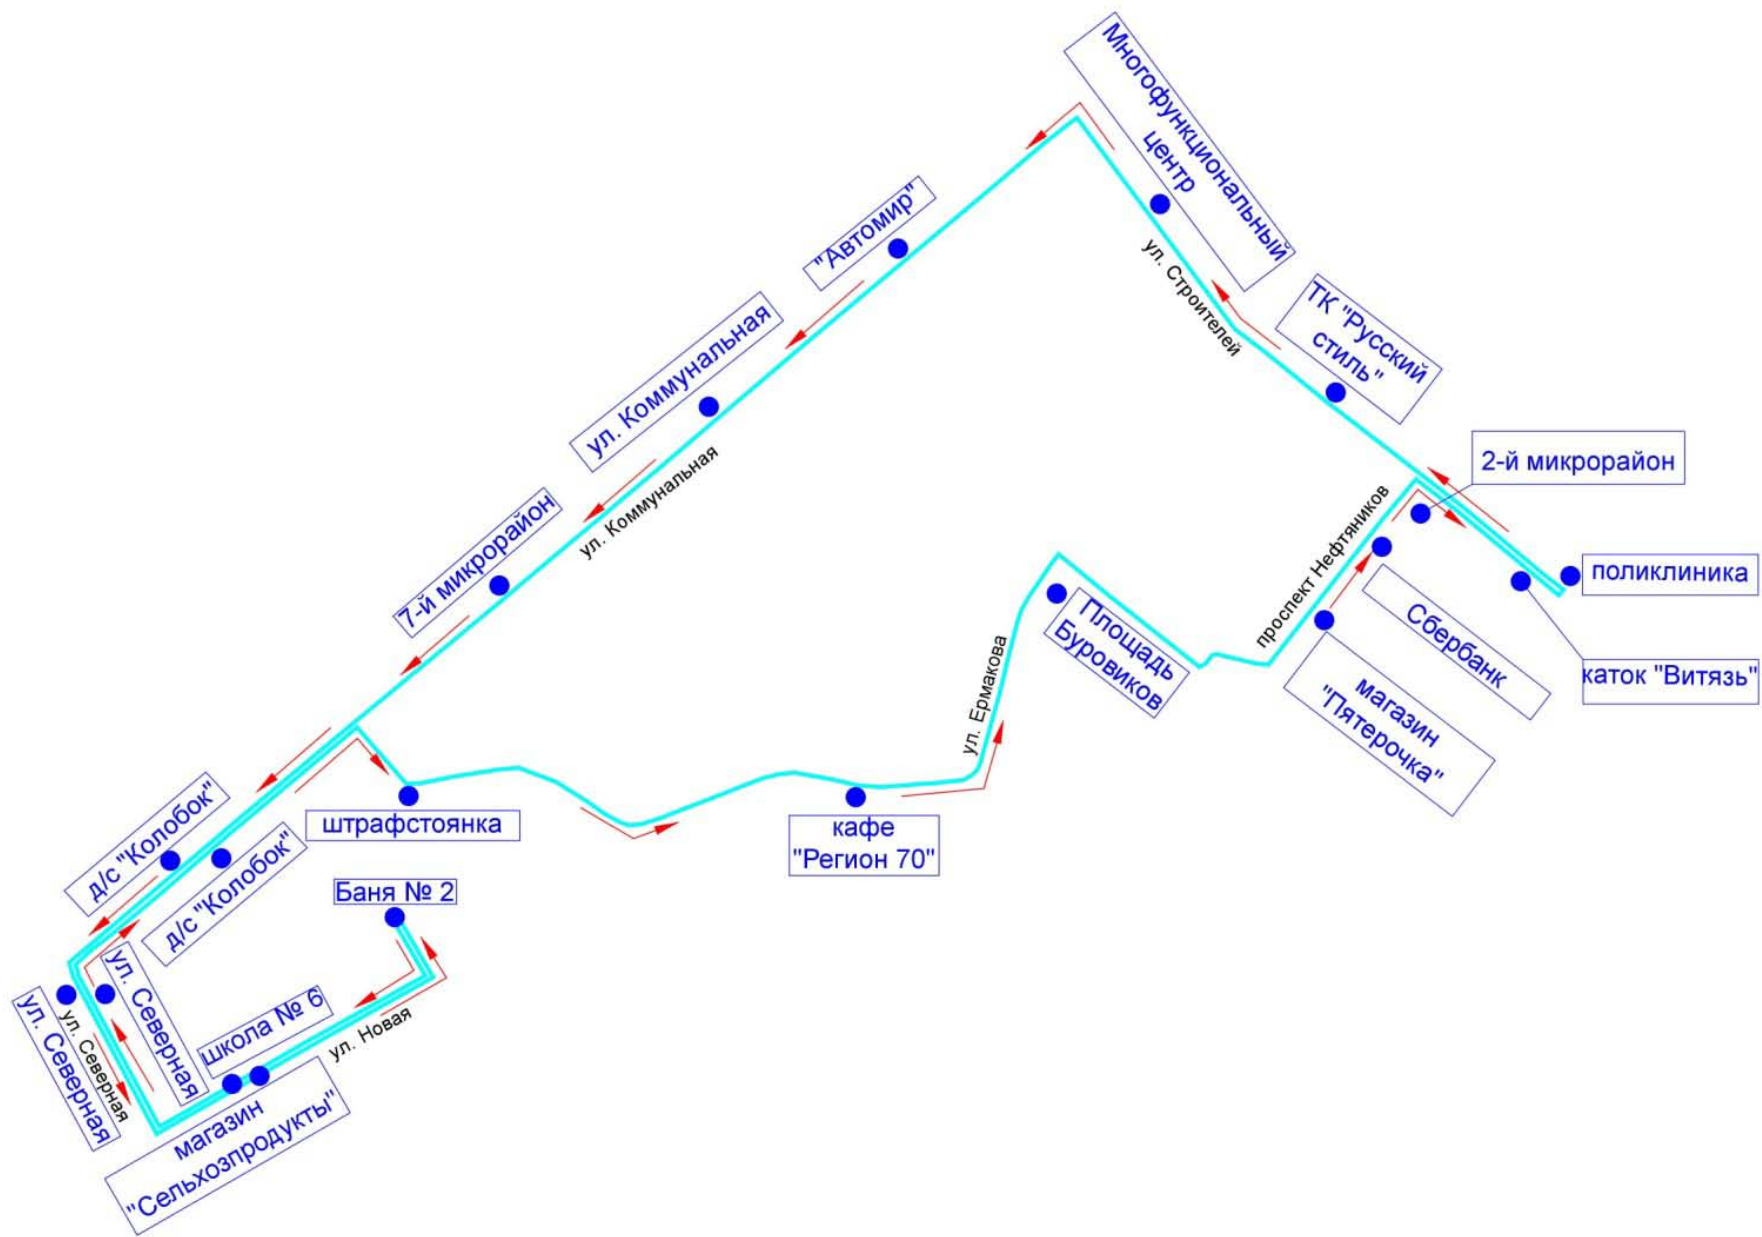 Многофункциональный
центр
"Автомир"
ул. Строителей
ТК "Русский
стиль"
ул. Коммунальная
ул. Коммунальная
2-й микрорайон
7-й микрорайон
проспект Нефтяников
поликлиника
Сбербанк
каток "Витязь"
Площадь
Буровиков
ул. Ермакова
магазин
"Пятерочка"
д/с "Колобок"
штрафстоянка
кафе
"Регион 70"
д/с "Колобок"
Баня № 2
ул. Северная
ул. Северная
ул. Северная
школа № 6
ул. Новая
магазин
"Сельхозпродукты"